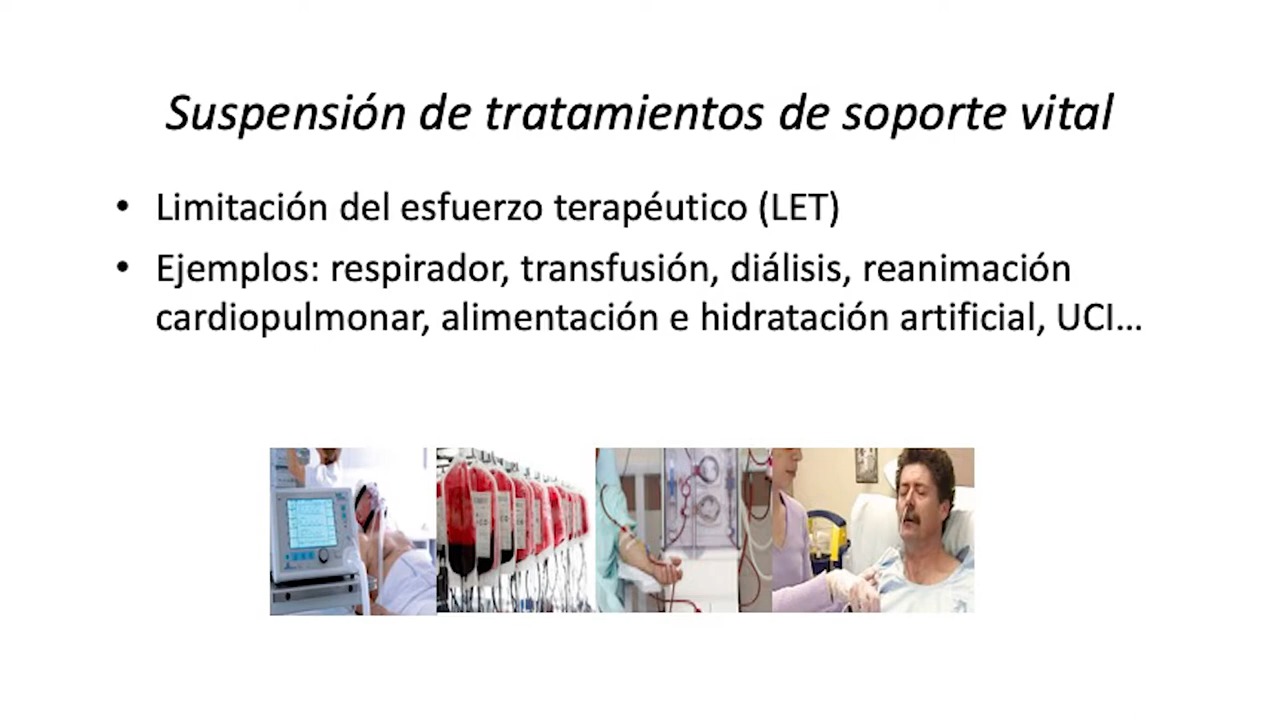 Suspensión de tratamientos de soporte vital
• Limitación del esfuerzo terapéutico (LET)
• Ejemplos: respirador, transfusión, diálisis, reanimación
cardiopulmonar, alimentación e hidratación artificial, UCI...